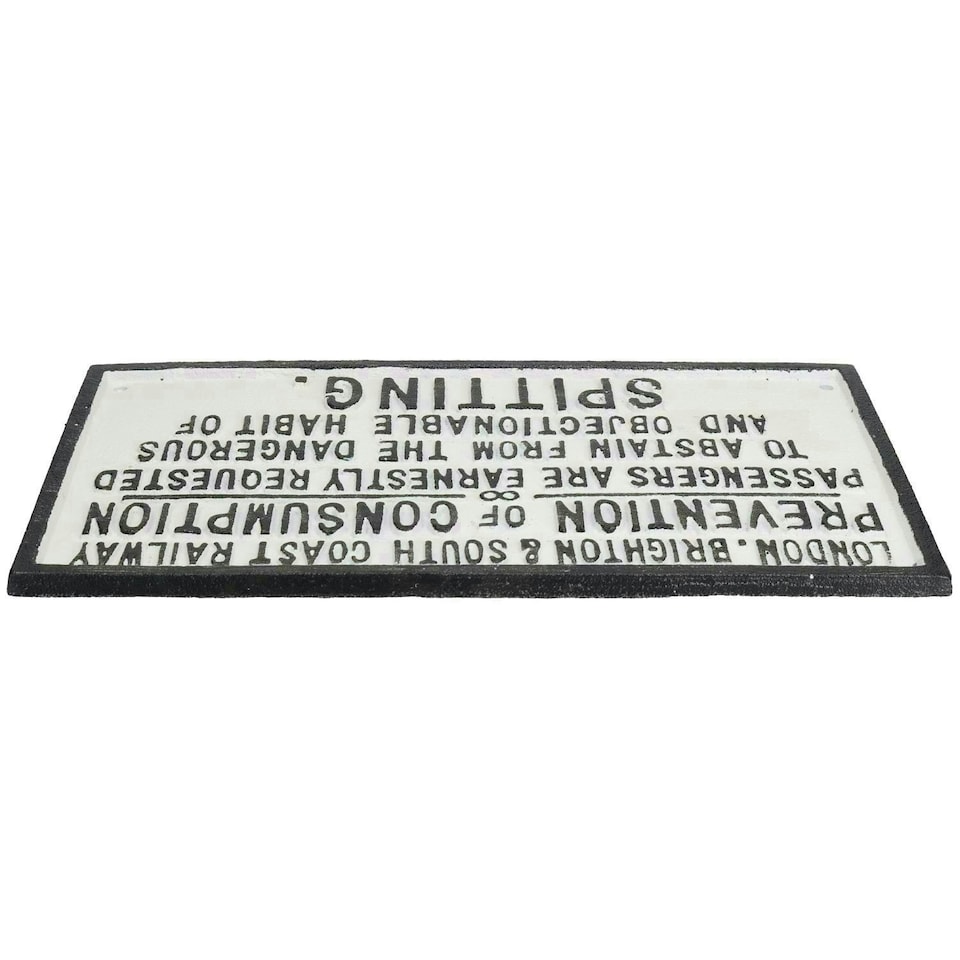 LONDON. BRIGHTON & SOUTH COAST RAILWAY
PREVENTION OF CONSUMPTION
PASSENGERS ARE EARNESTLY REQUESTED
TO ABSTAIN FROM THE DANGEROUS
AND OBJECTIONABLE HABIT OF
SPITTING.